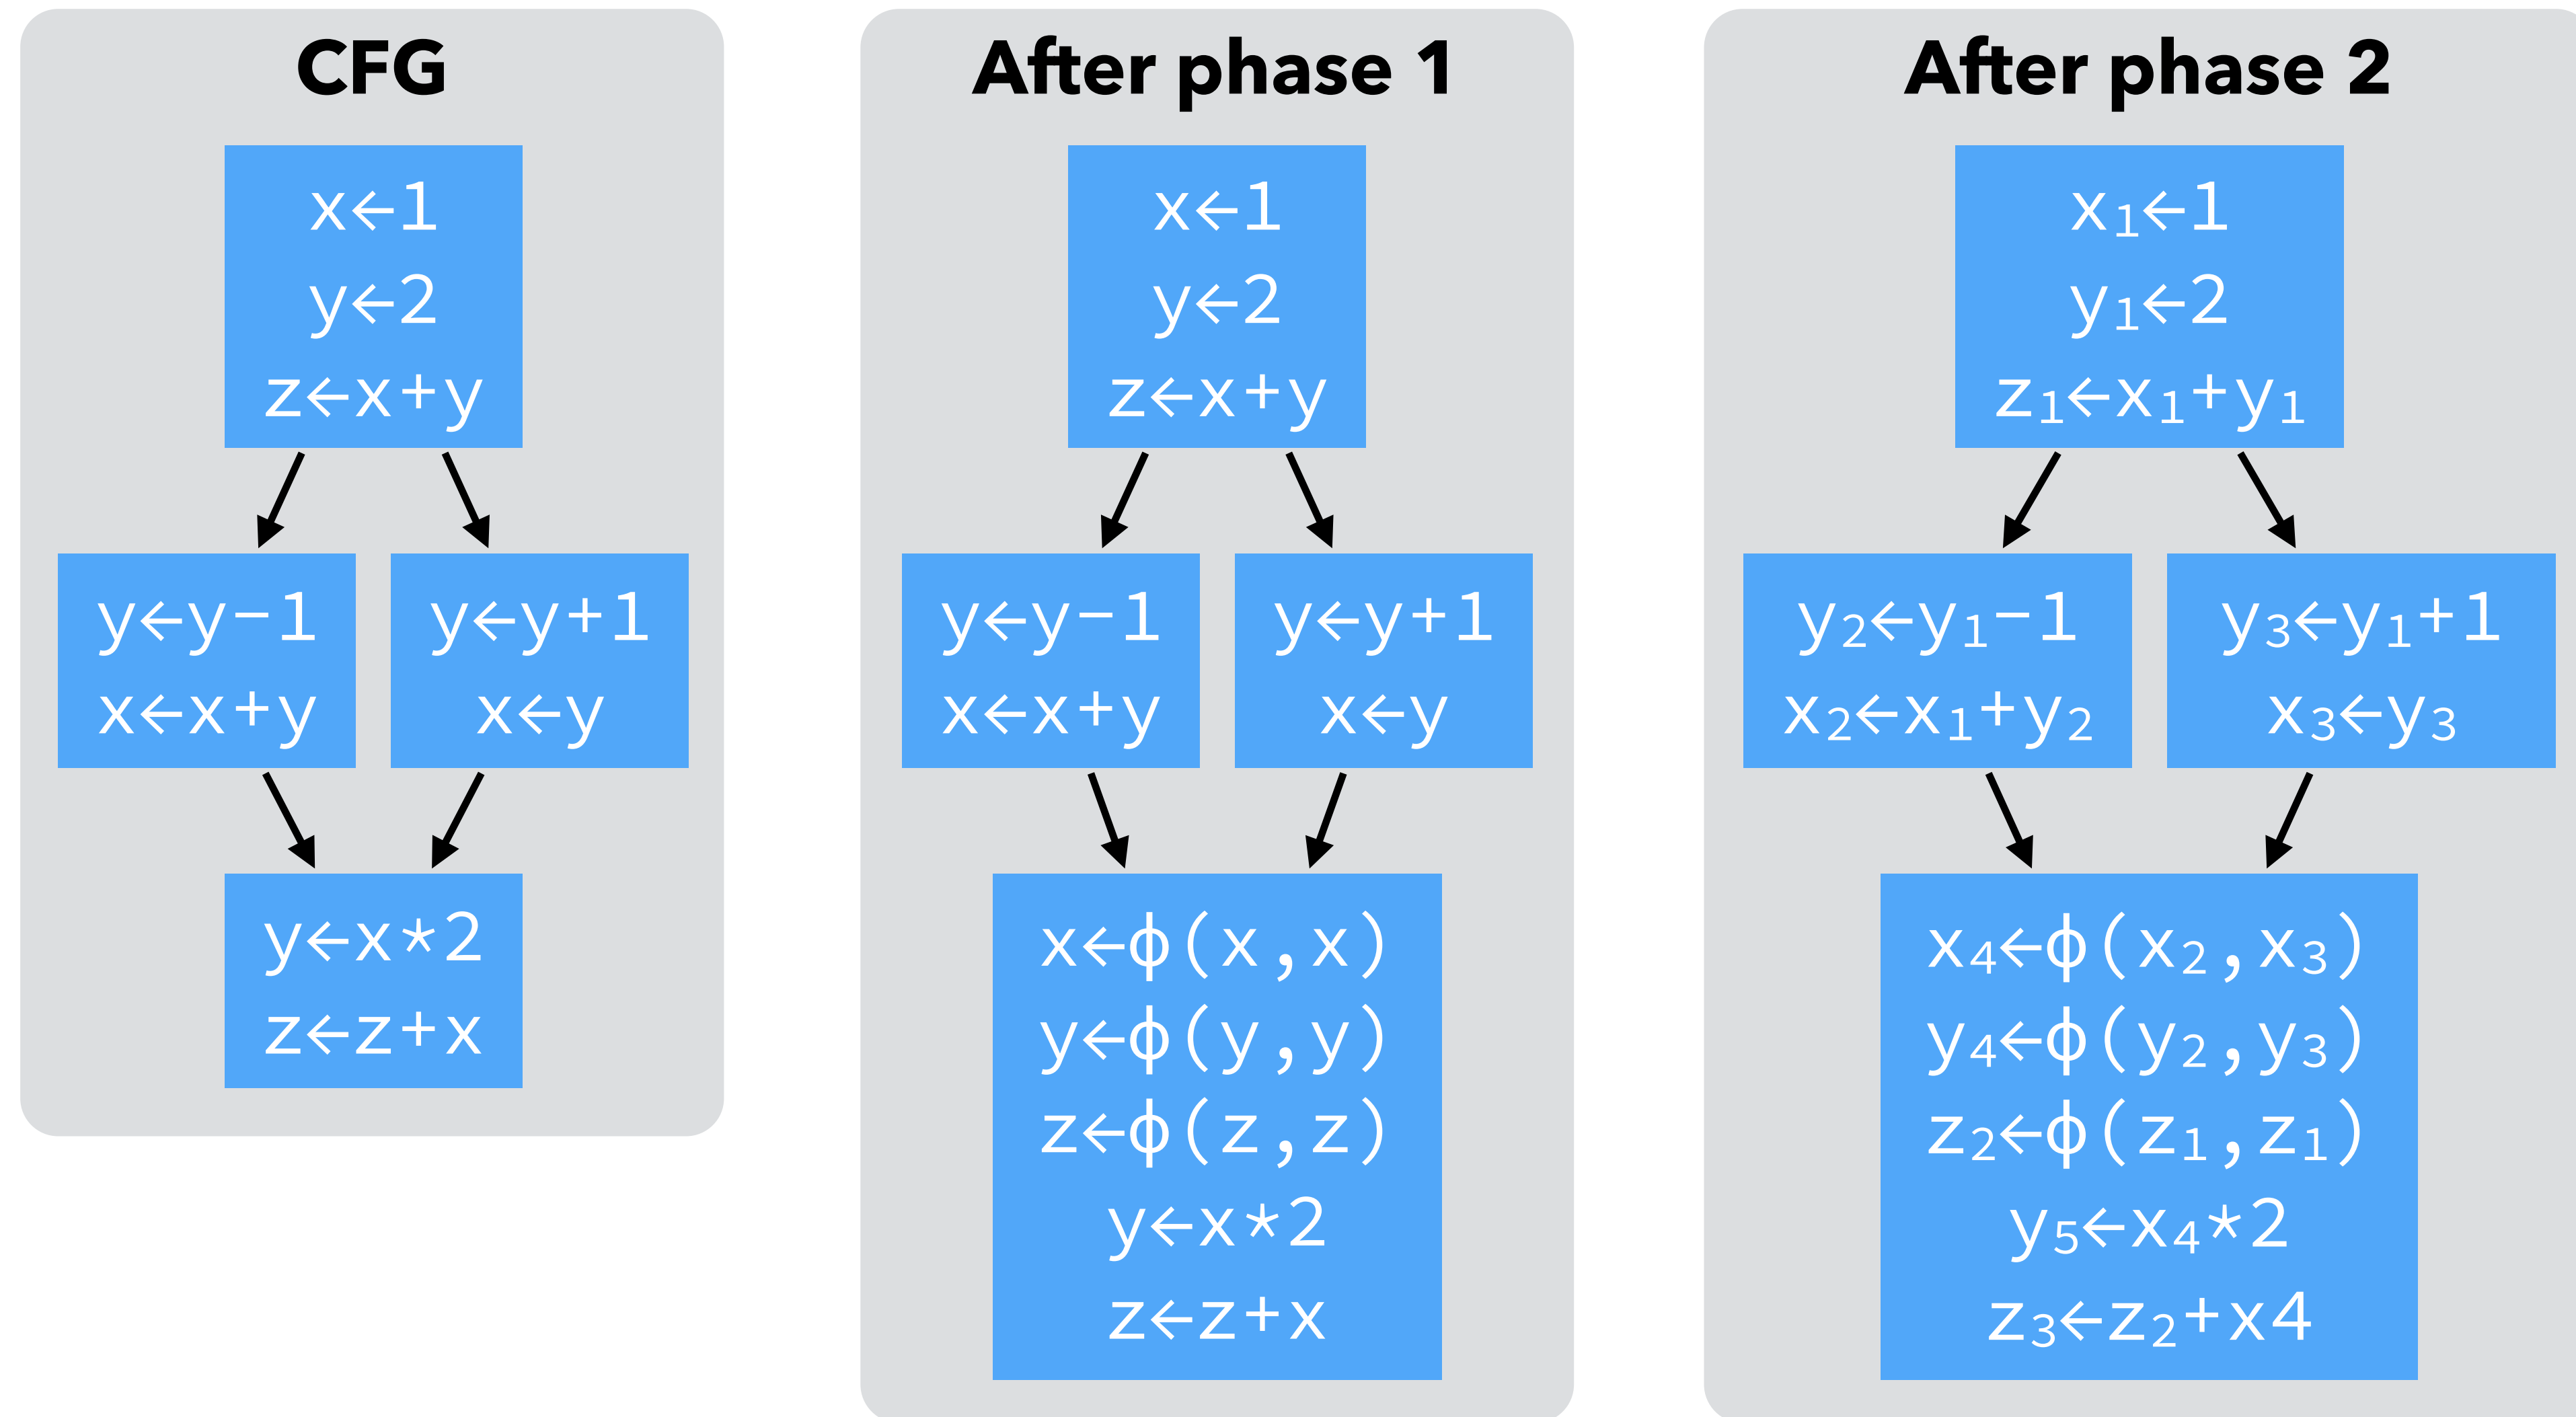 CFG
x←1
y←2
z←x+y
y←y-1
x←x+y
y←y+1
x←y
y←x*2
z←z+x
After phase 1
x←1
y←2
z←x+y
y←y-1
x←x+y
y←y+1
x←y
x←ϕ(x,x)
y←ϕ(y,y)
z←ϕ(z,z)
y←x*2
z←z+x
After phase 2
x₁←1
y₁←2
z₁←x₁+y₁
y₂←y₁-1
x₂←x₁+y₂
y₃←y₁+1
x₃←y₃
x₄←ϕ(x₂,x₃)
y₄←ϕ(y₂,y₃)
z₂←ϕ(z₁,z₁)
y₅←x₄*2
z₃←z₂+x4